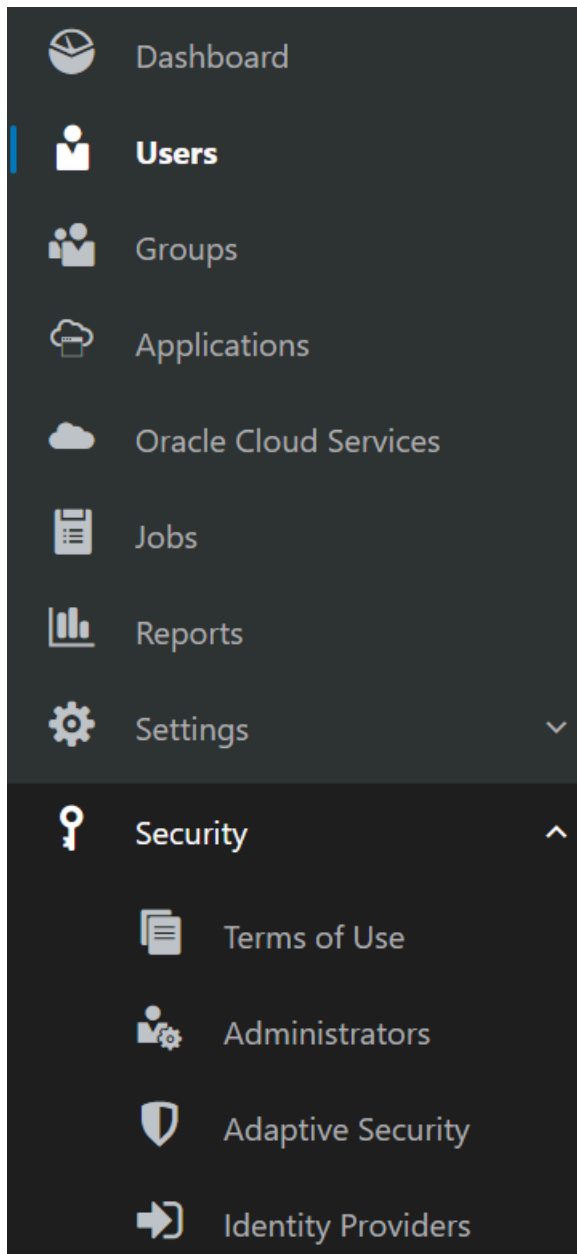 Dashboard
Users
Groups
Applications
Oracle Cloud Services
Jobs
Reports
Settings
Security
Terms of Use
Administrators
Adaptive Security
Identity Providers